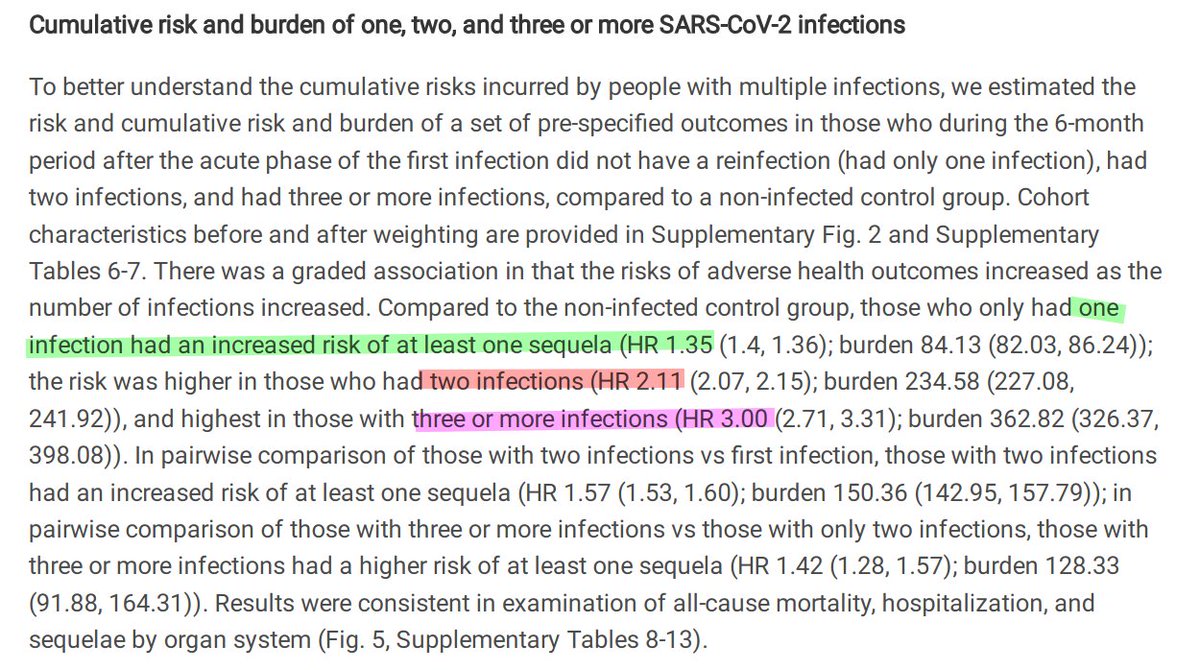 Cumulative risk and burden of one, two, and three or more SARS-CoV-2 infections
To better understand the cumulative risks incurred by people with multiple infections, we estimated the
risk and cumulative risk and burden of a set of pre-specified outcomes in those who during the 6-month
period after the acute phase of the first infection did not have a reinfection (had only one infection), had
two infections, and had three or more infections, compared to a non-infected control group. Cohort
characteristics before and after weighting are provided in Supplementary Fig. 2 and Supplementary
Tables 6-7. There was a graded association in that the risks of adverse health outcomes increased as the
number of infections increased. Compared to the non-infected control group, those who only had one
infection had an increased risk of at least one sequela (HR 1.35 (1.4, 1.36); burden 84.13 (82.03, 86.24));
the risk was higher in those who had two infections (HR 2.11 (2.07, 2.15); burden 234.58 (227.08,
241.92)), and highest in those with three or more infections (HR 3.00 (2.71, 3.31); burden 362.82 (326.37,
398.08)). In pairwise comparison of those with two infections vs first infection, those with two infections
had an increased risk of at least one sequela (HR 1.57 (1.53, 1.60); burden 150.36 (142.95, 157.79)); in
pairwise comparison of those with three or more infections vs those with only two infections, those with
three or more infections had a higher risk of at least one sequela (HR 1.42 (1.28, 1.57); burden 128.33
(91.88, 164.31)). Results were consistent in examination of all-cause mortality, hospitalization, and
sequelae by organ system (Fig. 5, Supplementary Tables 8-13).